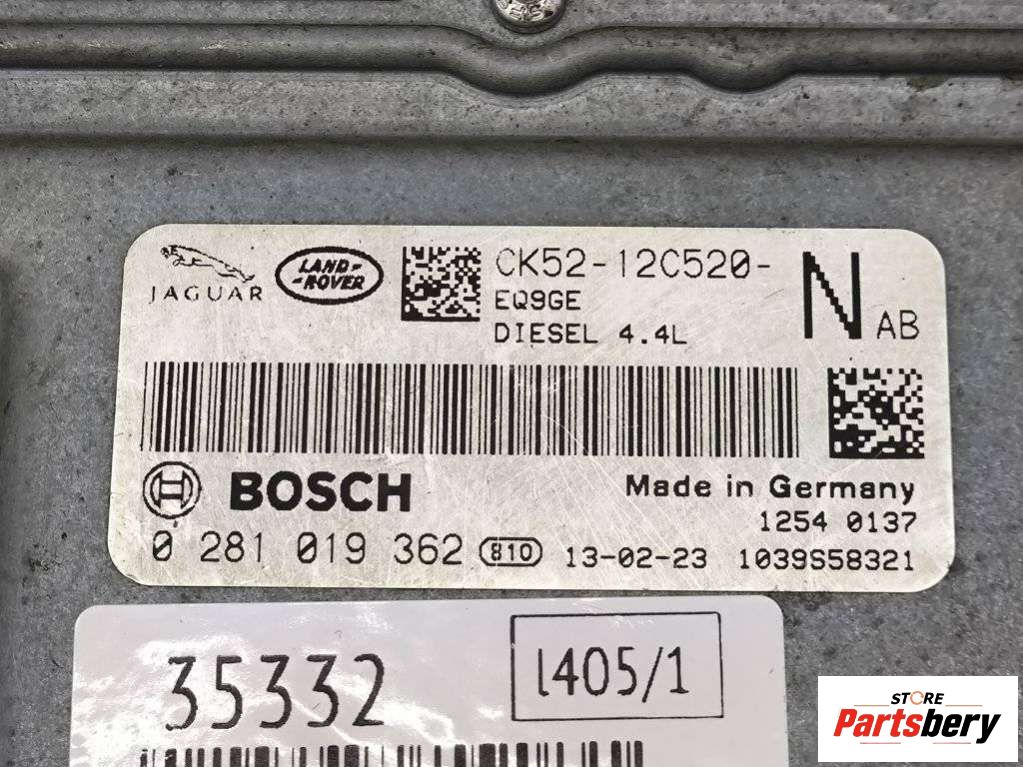 JAGUAR
LAND-
-ROVER
CK52-12C520-
EQ9GE
DIESEL 4.4L
N AB
BOSCH
Made in Germany
1254 0137
0 281 019 362 810 13-02-23 1039S58321
35332
L405/1
STORE
Partsbery